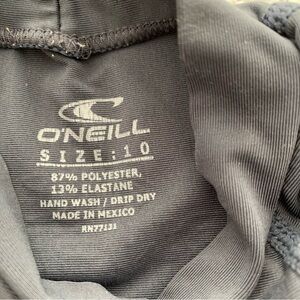 O'NEILL
SIZE: 10
87% POLYESTER,
13% ELASTANE
HAND WASH / DRIP DRY
MADE IN MEXICO
RN77131